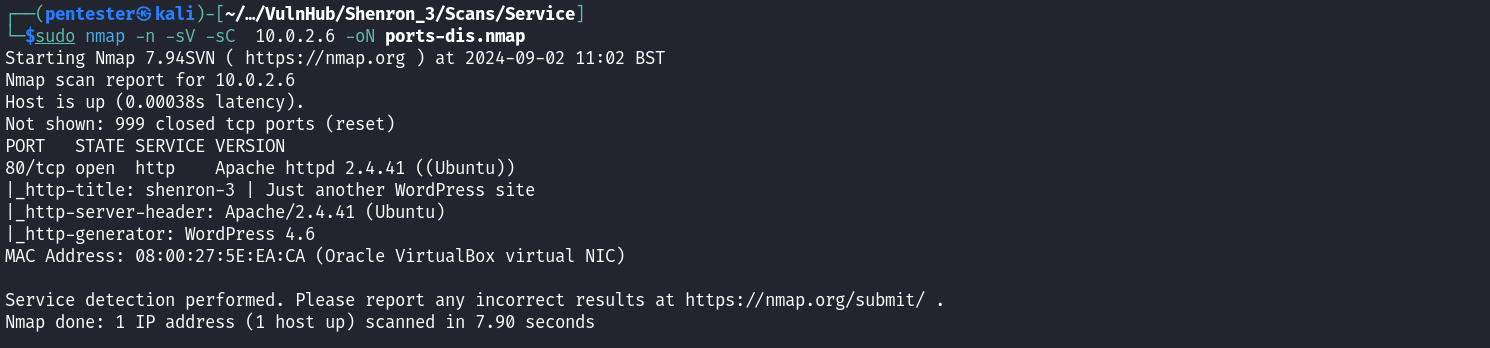 ┌──(pentester㉿kali)-[~/…/VulnHub/Shenron_3/Scans/Service]
└─$sudo nmap -n -sV -sC  10.0.2.6 -oN ports-dis.nmap
Starting Nmap 7.94SVN ( https://nmap.org ) at 2024-09-02 11:02 BST
Nmap scan report for 10.0.2.6
Host is up (0.00038s latency).
Not shown: 999 closed tcp ports (reset)
PORT   STATE SERVICE VERSION
80/tcp open  http    Apache httpd 2.4.41 ((Ubuntu))
|_http-title: shenron-3 | Just another WordPress site
|_http-server-header: Apache/2.4.41 (Ubuntu)
|_http-generator: WordPress 4.6
MAC Address: 08:00:27:5E:EA:CA (Oracle VirtualBox virtual NIC)

Service detection performed. Please report any incorrect results at https://nmap.org/submit/ .
Nmap done: 1 IP address (1 host up) scanned in 7.90 seconds